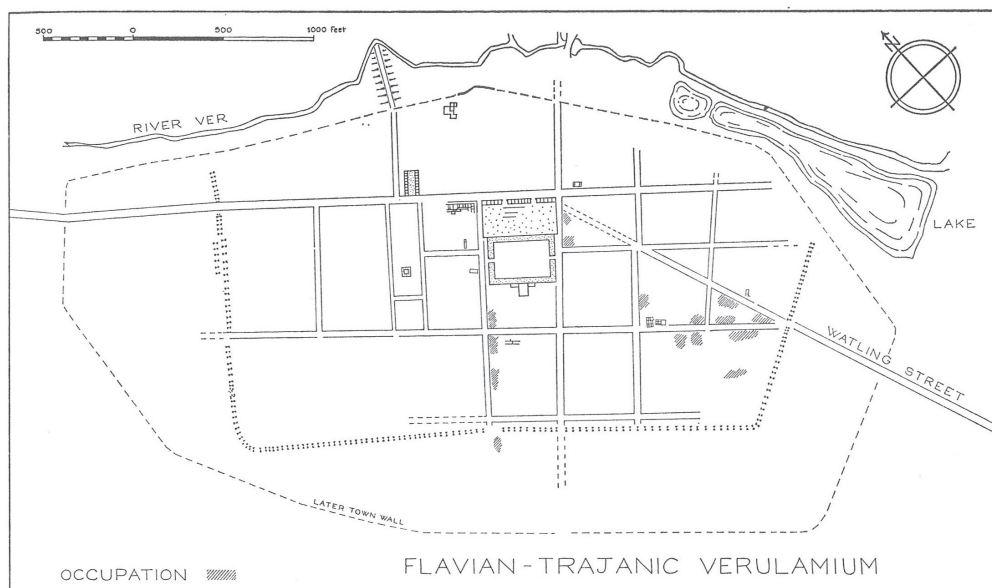 500 0 500 1000 Feet
N
RIVER VER
LAKE
WATLING STREET
LATER TOWN WALL
OCCUPATION
FLAVIAN-TRAJANIC VERULAMIUM